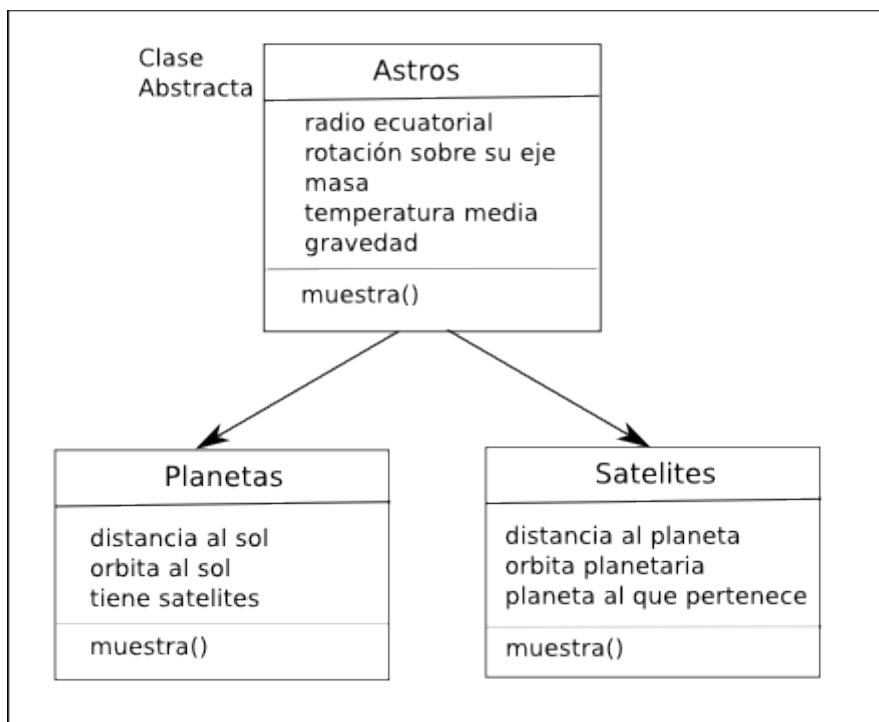 Clase
Abstracta
Astros
radio ecuatorial
rotación sobre su eje
masa
temperatura media
gravedad
muestra()
Planetas
distancia al sol
orbita al sol
tiene satelites
muestra()
Satelites
distancia al planeta
orbita planetaria
planeta al que pertenece
muestra()